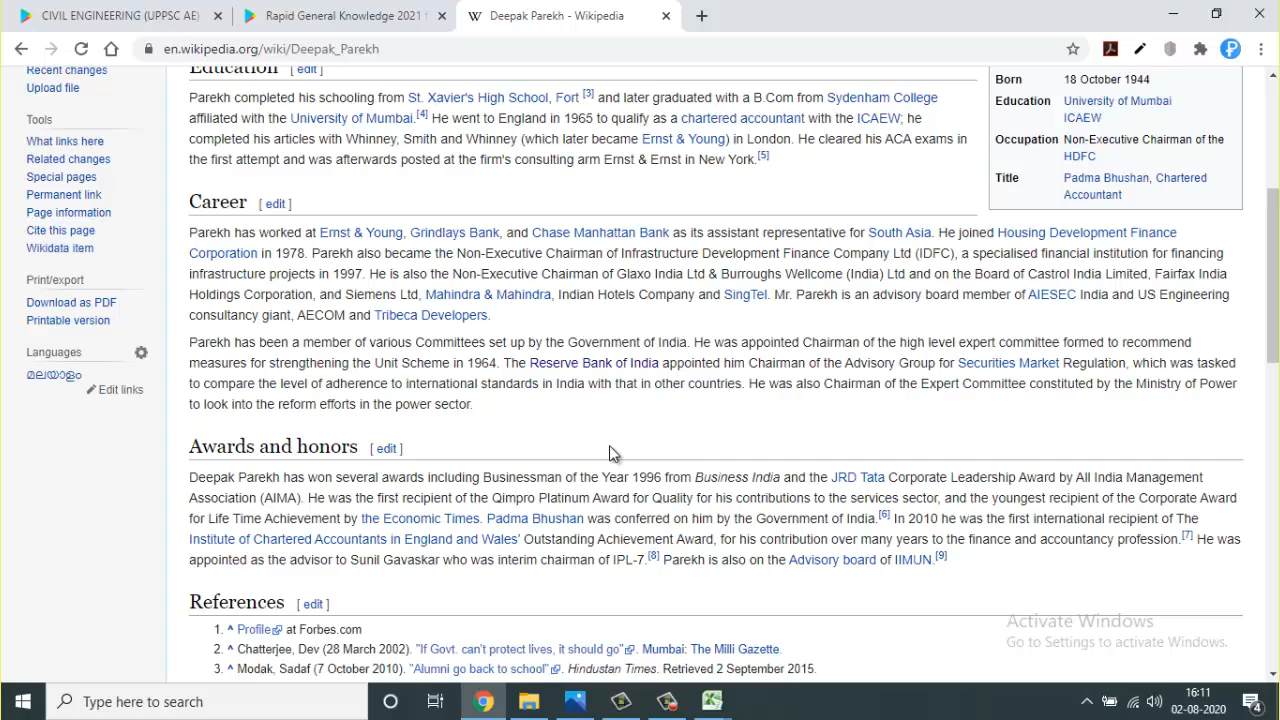 CIVIL ENGINEERING (UPPSC AE)
Rapid General Knowledge 2021 f
Deepak Parekh - Wikipedia
en.wikipedia.org/wiki/Deepak_Parekh
Recent changes
Upload file
Tools
What links here
Related changes
Special pages
Permanent link
Page information
Cite this page
Wikidata item
Print/export
Download as PDF
Printable version
Languages
മലയാളം
Edit links
Education [ edit ]
Parekh completed his schooling from St. Xavier's High School, Fort [3] and later graduated with a B.Com from Sydenham College
affiliated with the University of Mumbai.[4] He went to England in 1965 to qualify as a chartered accountant with the ICAEW; he
completed his articles with Whinney, Smith and Whinney (which later became Ernst & Young) in London. He cleared his ACA exams in
the first attempt and was afterwards posted at the firm's consulting arm Ernst & Ernst in New York.[5]
Born 18 October 1944
Education University of Mumbai
ICAEW
Occupation Non-Executive Chairman of the
HDFC
Title Padma Bhushan, Chartered
Accountant
Career [ edit ]
Parekh has worked at Ernst & Young, Grindlays Bank, and Chase Manhattan Bank as its assistant representative for South Asia. He joined Housing Development Finance
Corporation in 1978. Parekh also became the Non-Executive Chairman of Infrastructure Development Finance Company Ltd (IDFC), a specialised financial institution for financing
infrastructure projects in 1997. He is also the Non-Executive Chairman of Glaxo India Ltd & Burroughs Wellcome (India) Ltd and on the Board of Castrol India Limited, Fairfax India
Holdings Corporation, and Siemens Ltd, Mahindra & Mahindra, Indian Hotels Company and SingTel. Mr. Parekh is an advisory board member of AIESEC India and US Engineering
consultancy giant, AECOM and Tribeca Developers.
Parekh has been a member of various Committees set up by the Government of India. He was appointed Chairman of the high level expert committee formed to recommend
measures for strengthening the Unit Scheme in 1964. The Reserve Bank of India appointed him Chairman of the Advisory Group for Securities Market Regulation, which was tasked
to compare the level of adherence to international standards in India with that in other countries. He was also Chairman of the Expert Committee constituted by the Ministry of Power
to look into the reform efforts in the power sector.
Awards and honors [ edit ]
Deepak Parekh has won several awards including Businessman of the Year 1996 from Business India and the JRD Tata Corporate Leadership Award by All India Management
Association (AIMA). He was the first recipient of the Qimpro Platinum Award for Quality for his contributions to the services sector, and the youngest recipient of the Corporate Award
for Life Time Achievement by the Economic Times. Padma Bhushan was conferred on him by the Government of India.[6] In 2010 he was the first international recipient of The
Institute of Chartered Accountants in England and Wales' Outstanding Achievement Award, for his contribution over many years to the finance and accountancy profession.[7] He was
appointed as the advisor to Sunil Gavaskar who was interim chairman of IPL-7.[8] Parekh is also on the Advisory board of IIMUN.[9]
References [ edit ]
1. ^ Profile at Forbes.com
2. ^ Chatterjee, Dev (28 March 2002). "If Govt. can't protect lives, it should go". Mumbai: The Milli Gazette.
3. ^ Modak, Sadaf (7 October 2010). "Alumni go back to school". Hindustan Times. Retrieved 2 September 2015.
Activate Windows
Go to Settings to activate Windows.
Type here to search
16:11
02-08-2020
4